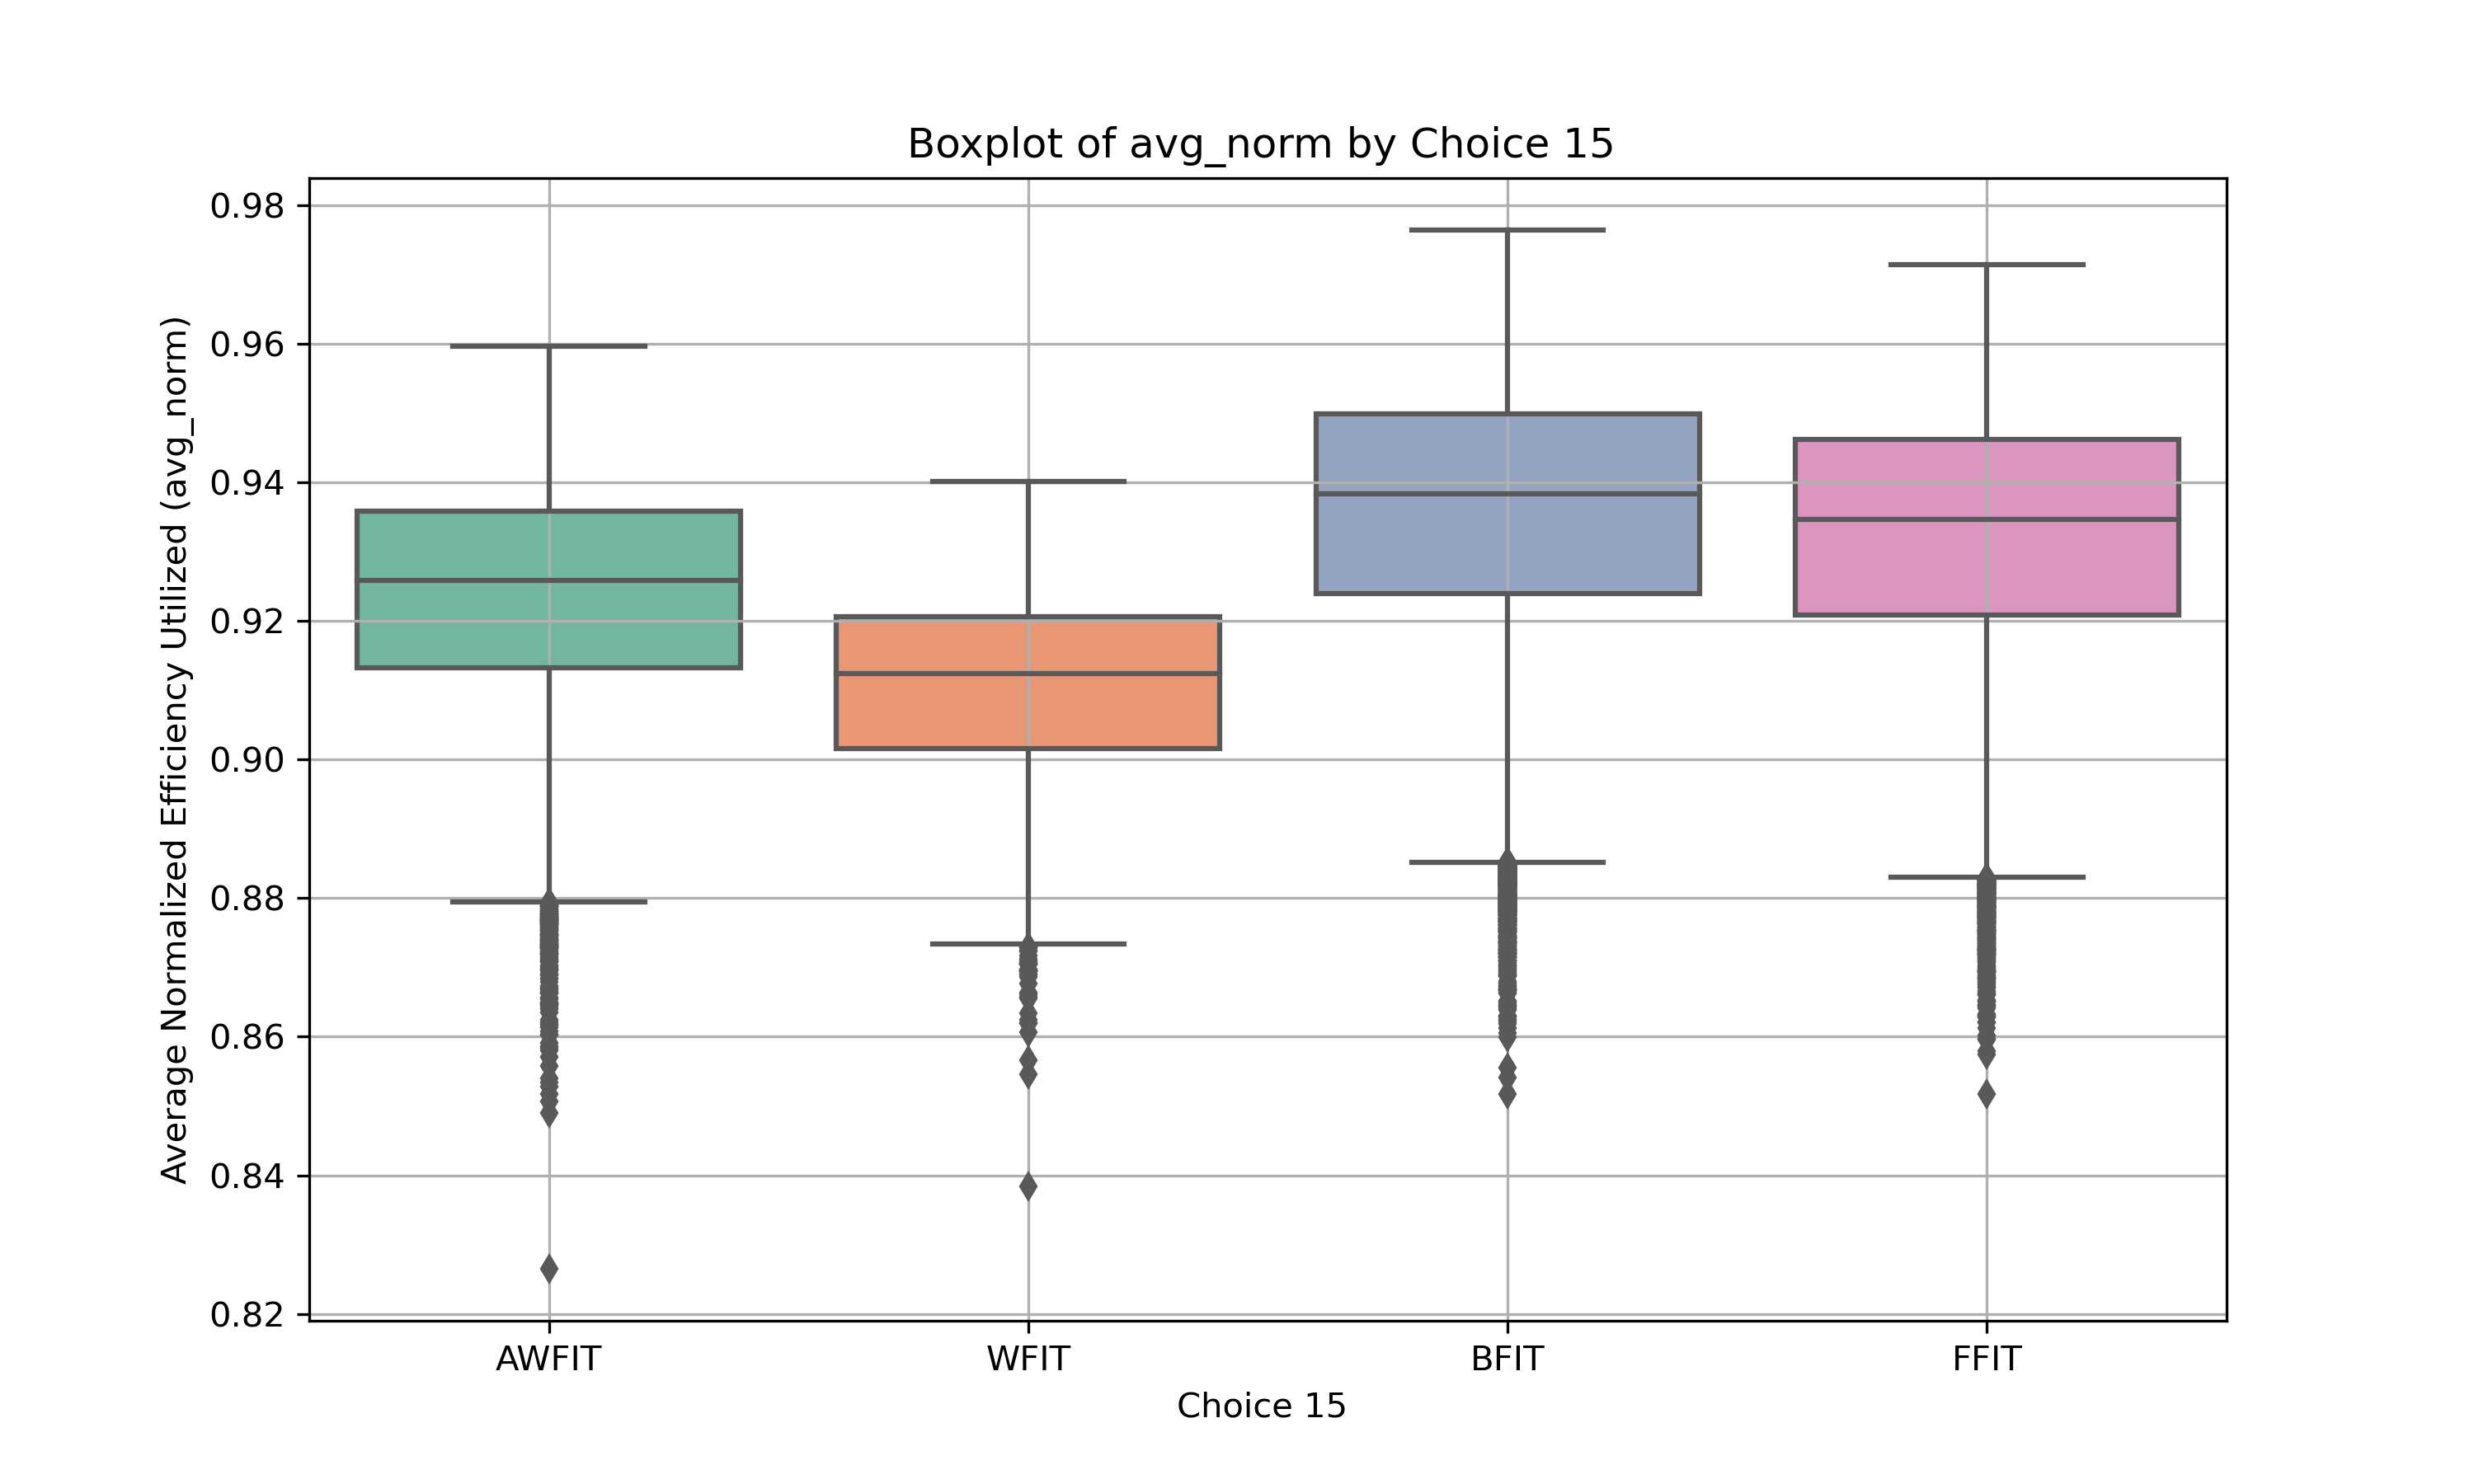 Boxplot of avg_norm by Choice 15
Average Normalized Efficiency Utilized (avg_norm)
0.98
0.96
0.94
0.92
0.90
0.88
0.86
0.84
0.82
AWFIT WFIT BFIT FFIT
Choice 15